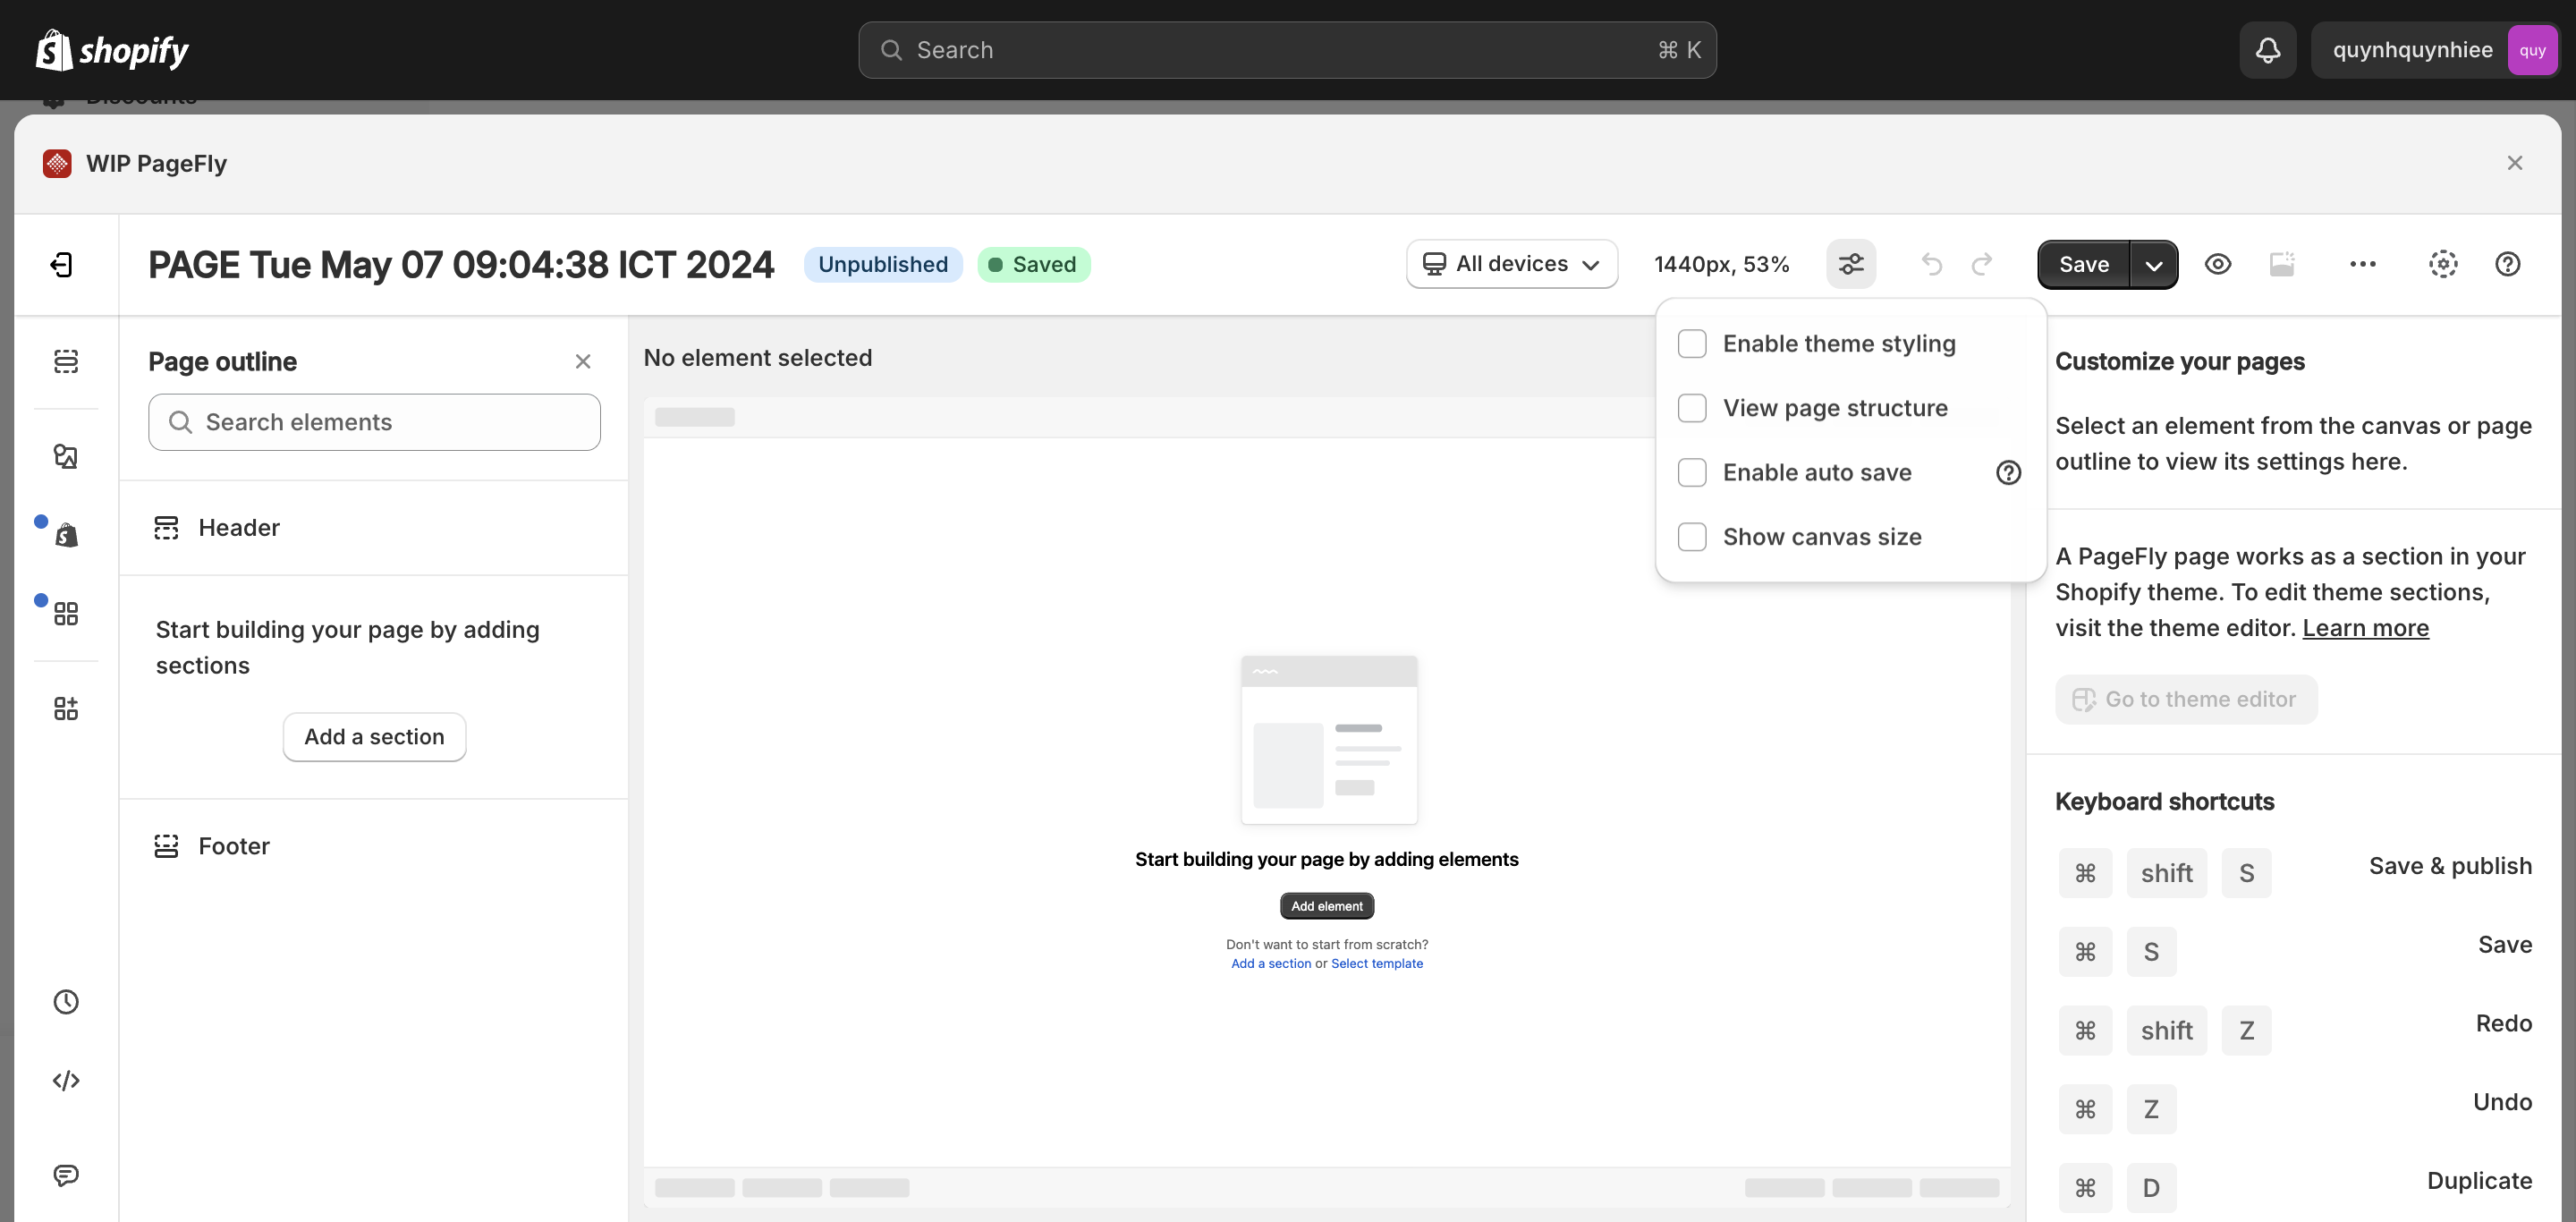 shopify
Search
⌘ K
quynhquynhiee
quy
Discounts
WIP PageFly
PAGE Tue May 07 09:04:38 ICT 2024
Unpublished
Saved
All devices
1440px, 53%
Save
Page outline
Search elements
Header
Start building your page by adding
sections
Add a section
Footer
No element selected
Enable theme styling
View page structure
Enable auto save
Show canvas size
Start building your page by adding elements
Add element
Don't want to start from scratch?
Add a section or Select template
Customize your pages
Select an element from the canvas or page
outline to view its settings here.
A PageFly page works as a section in your
Shopify theme. To edit theme sections,
visit the theme editor. Learn more
Go to theme editor
Keyboard shortcuts
⌘ shift S Save & publish
⌘ S Save
⌘ shift Z Redo
⌘ Z Undo
⌘ D Duplicate